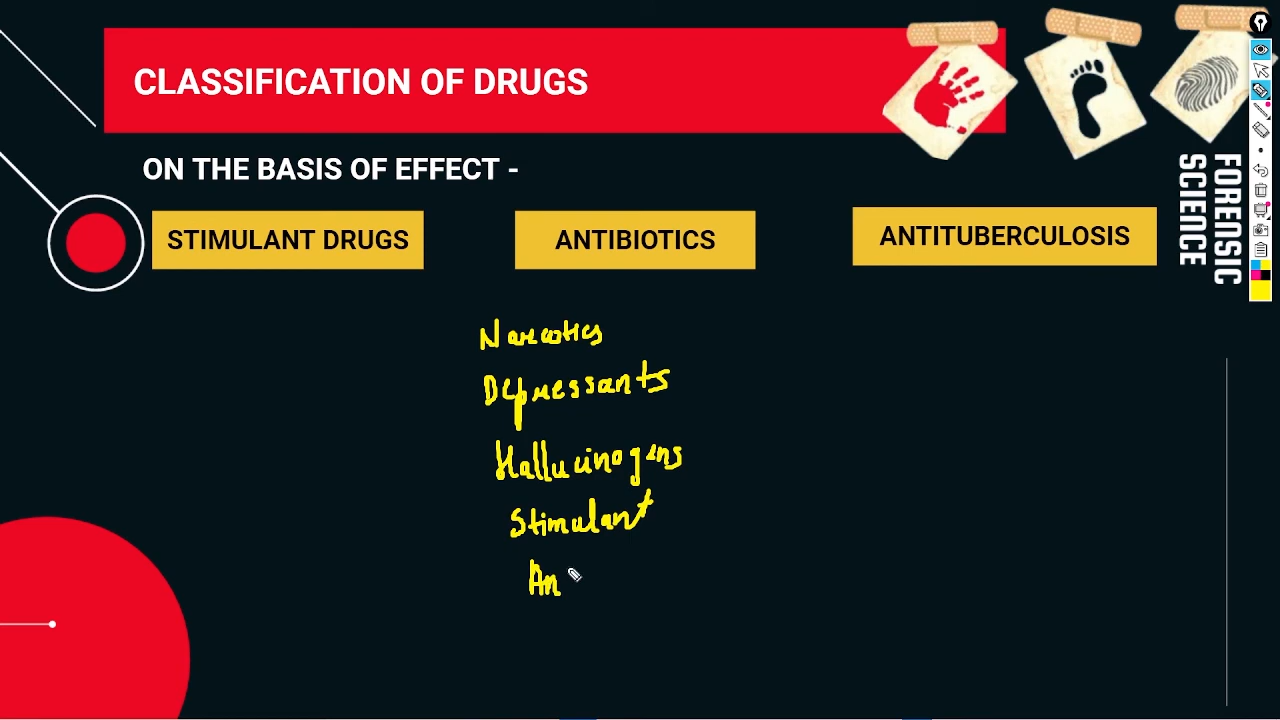 CLASSIFICATION OF DRUGS
ON THE BASIS OF EFFECT -
STIMULANT DRUGS
ANTIBIOTICS
ANTITUBERCULOSIS
FORENSIC
SCIENCE
Narcotics
Depressants
Hallucinogens
Stimulant
An